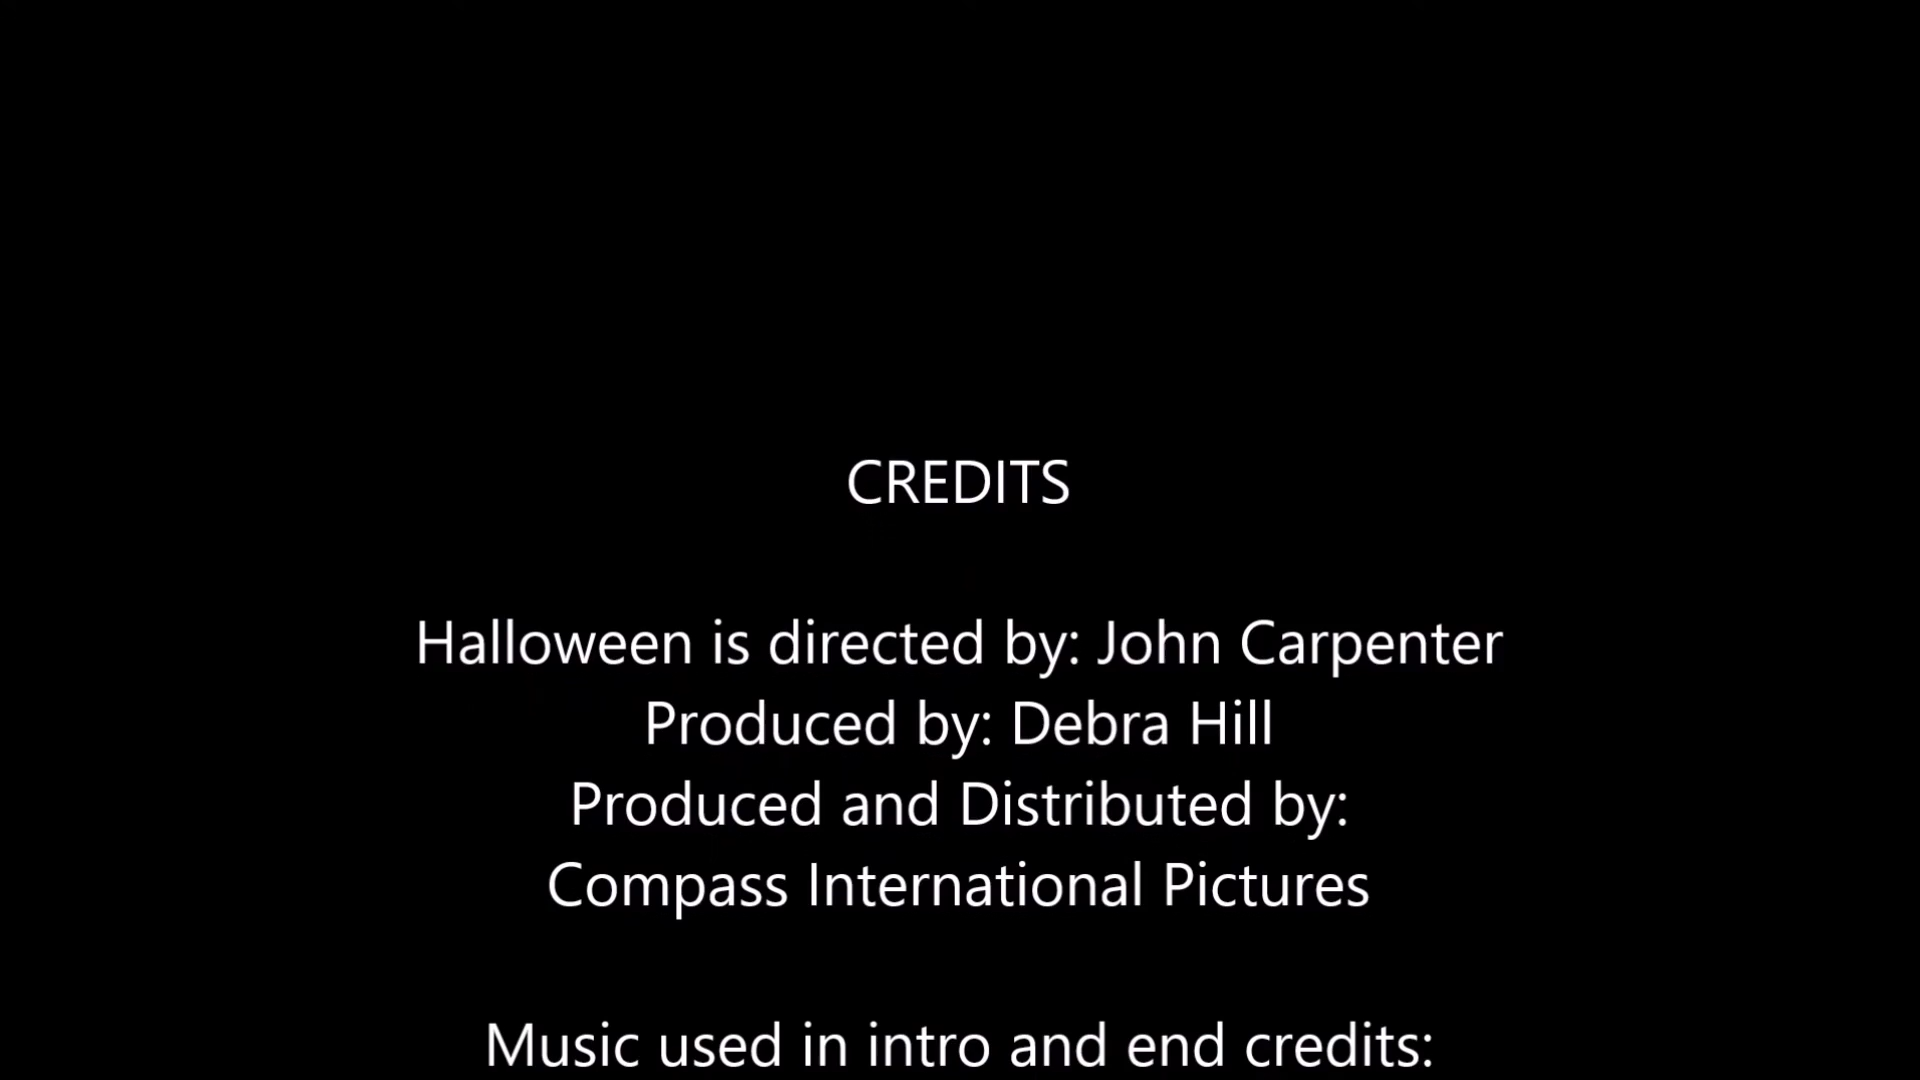 CREDITS
Halloween is directed by: John Carpenter
Produced by: Debra Hill
Produced and Distributed by:
Compass International Pictures
Music used in intro and end credits: